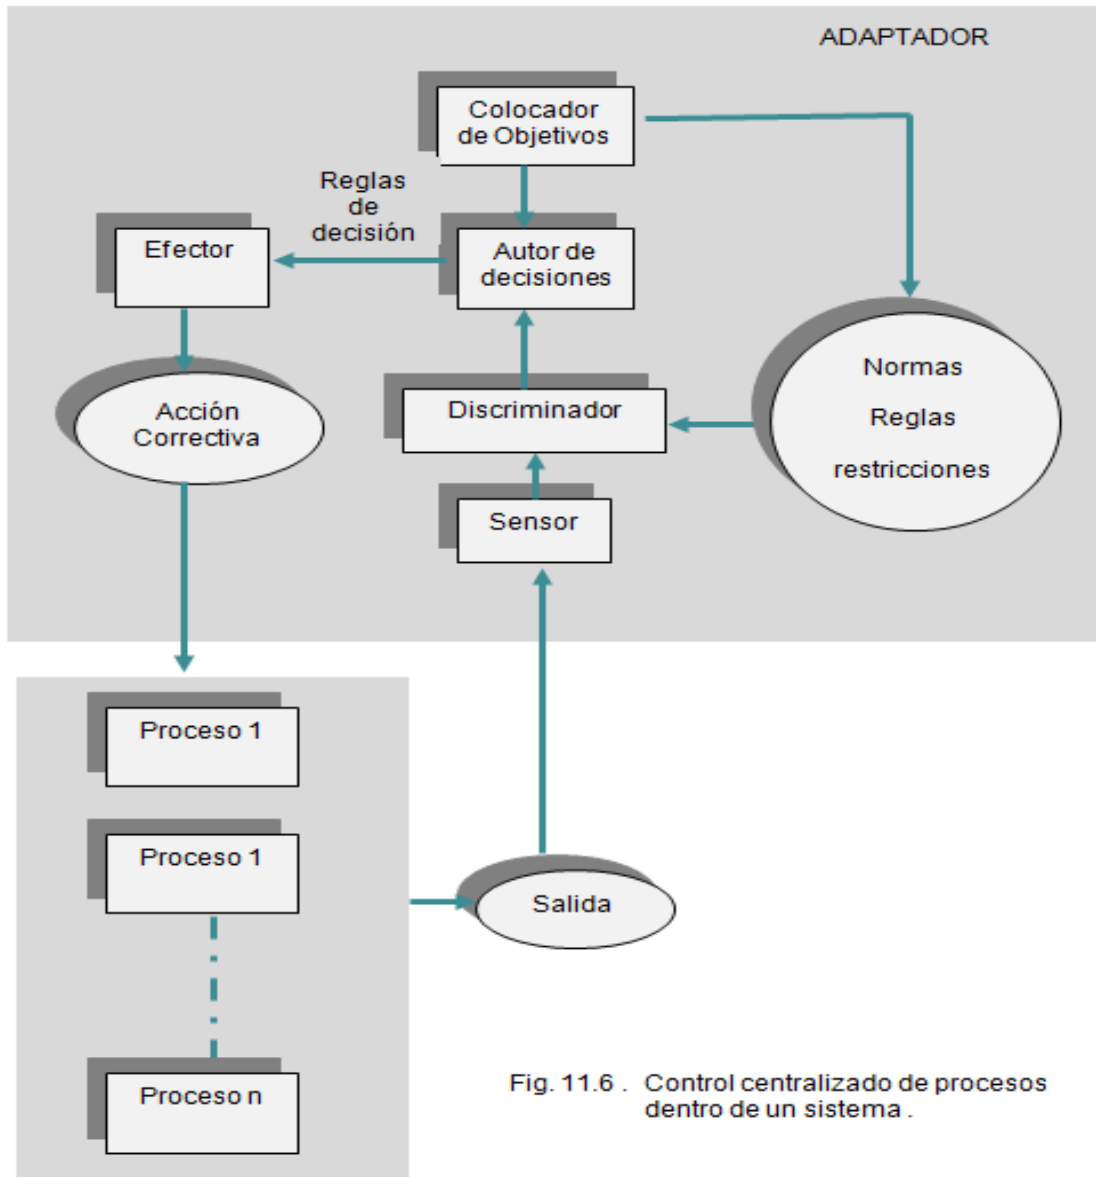 ADAPTADOR
Colocador
de Objetivos
Reglas
de
decisión
Efector
Autor de
decisiones
Normas
Reglas
restricciones
Acción
Correctiva
Discriminador
Sensor
Proceso 1
Proceso 1
Salida
Proceso n
Fig. 11.6 . Control centralizado de procesos
dentro de un sistema .